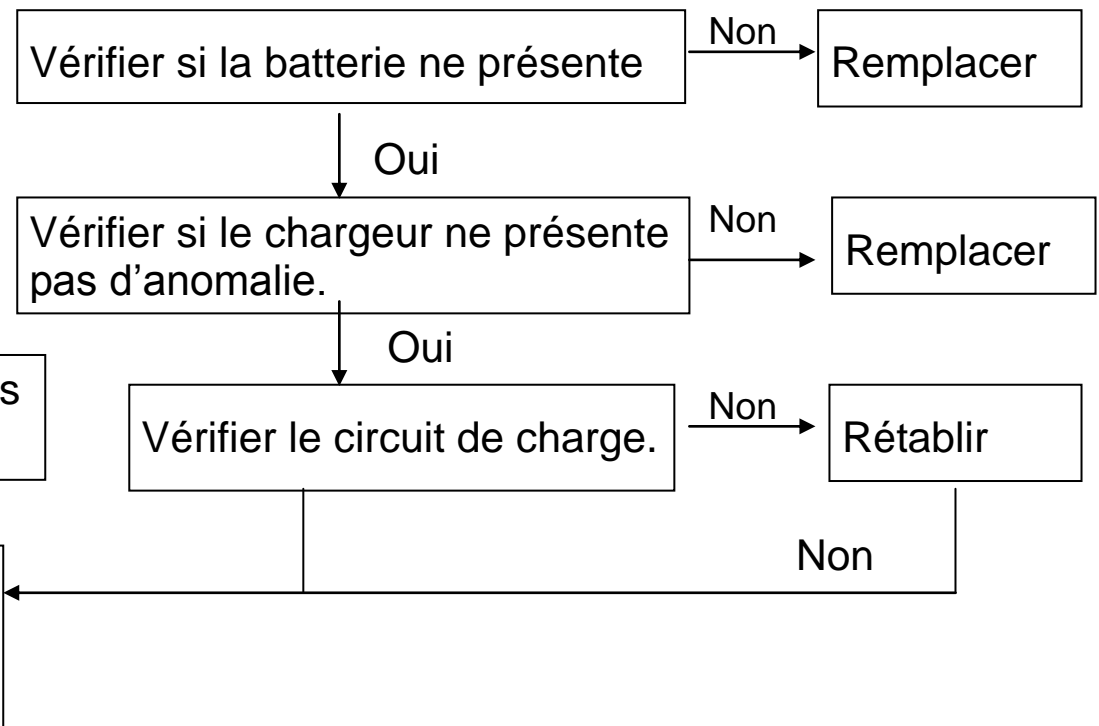 Vérifier si la batterie ne présente
Non
Remplacer
Oui
Vérifier si le chargeur ne présente
pas d’anomalie.
Non
Remplacer
Oui
s
Vérifier le circuit de charge.
Non
Rétablir
Non